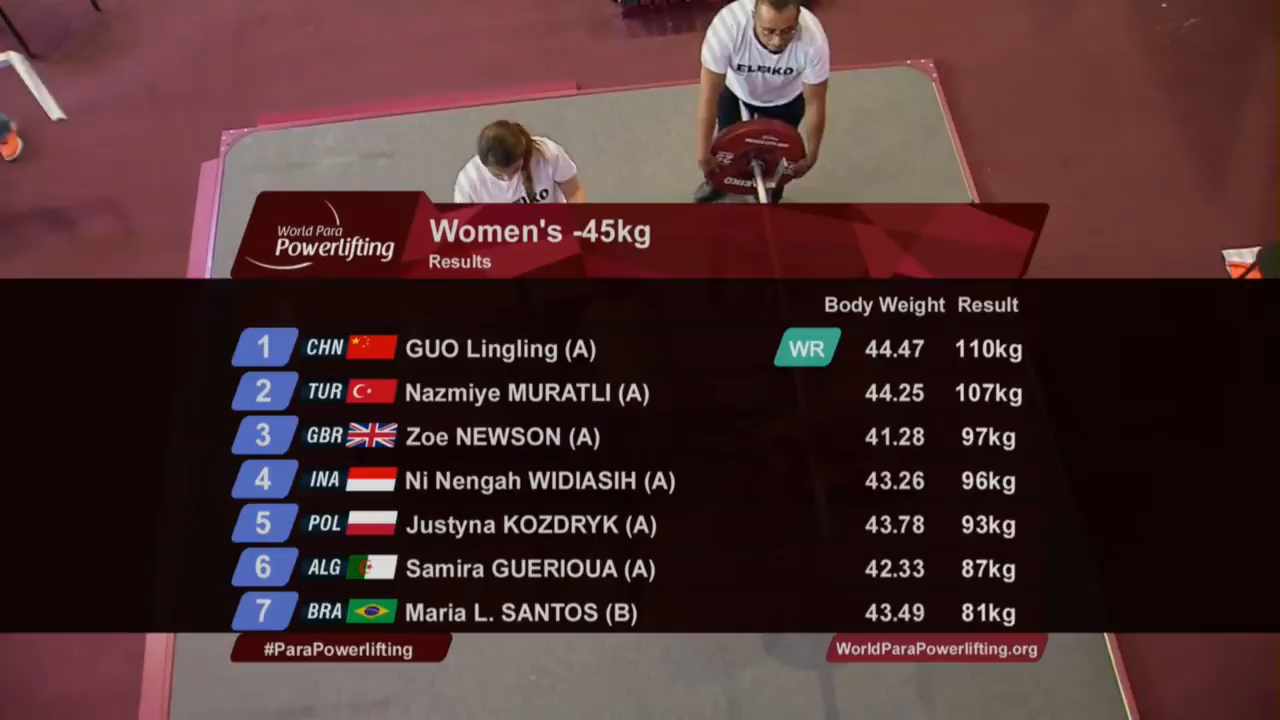 ELEIKO
World Para
Powerlifting
Women's -45kg
Results
Body Weight Result
1 CHN GUO Lingling (A) WR 44.47 110kg
2 TUR Nazmiye MURATLI (A) 44.25 107kg
3 GBR Zoe NEWSON (A) 41.28 97kg
4 INA Ni Nengah WIDIASIH (A) 43.26 96kg
5 POL Justyna KOZDRYK (A) 43.78 93kg
6 ALG Samira GUERIOUA (A) 42.33 87kg
7 BRA Maria L. SANTOS (B) 43.49 81kg
#ParaPowerlifting WorldParaPowerlifting.org